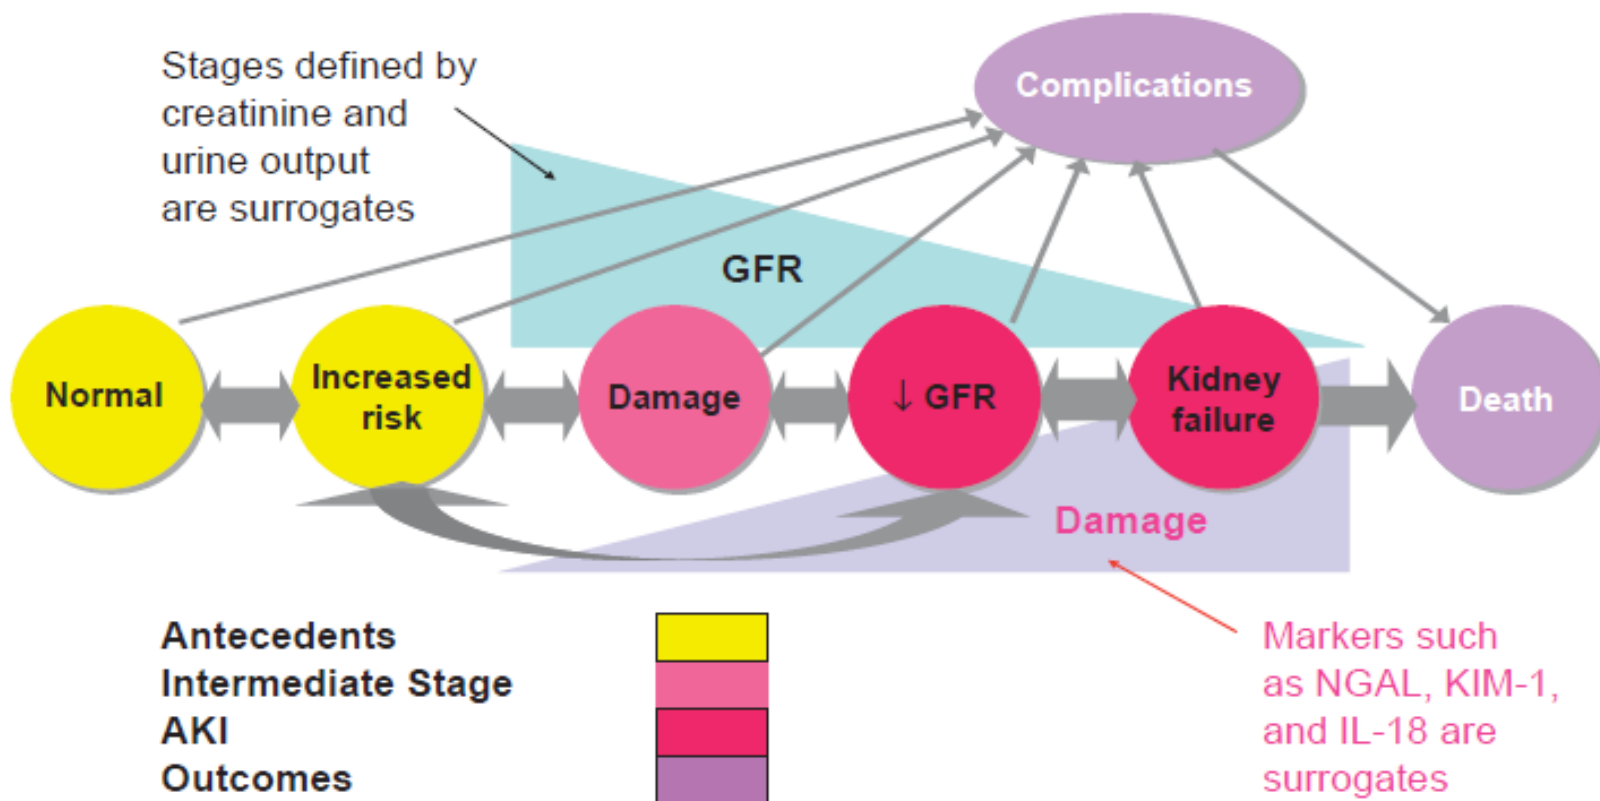 Stages defined by
creatinine and
urine output
are surrogates
Complications
GFR
Normal
Increased
risk
Damage
↓ GFR
Kidney
failure
Death
Damage
Antecedents
Intermediate Stage
AKI
Outcomes
Markers such
as NGAL, KIM-1,
and IL-18 are
surrogates